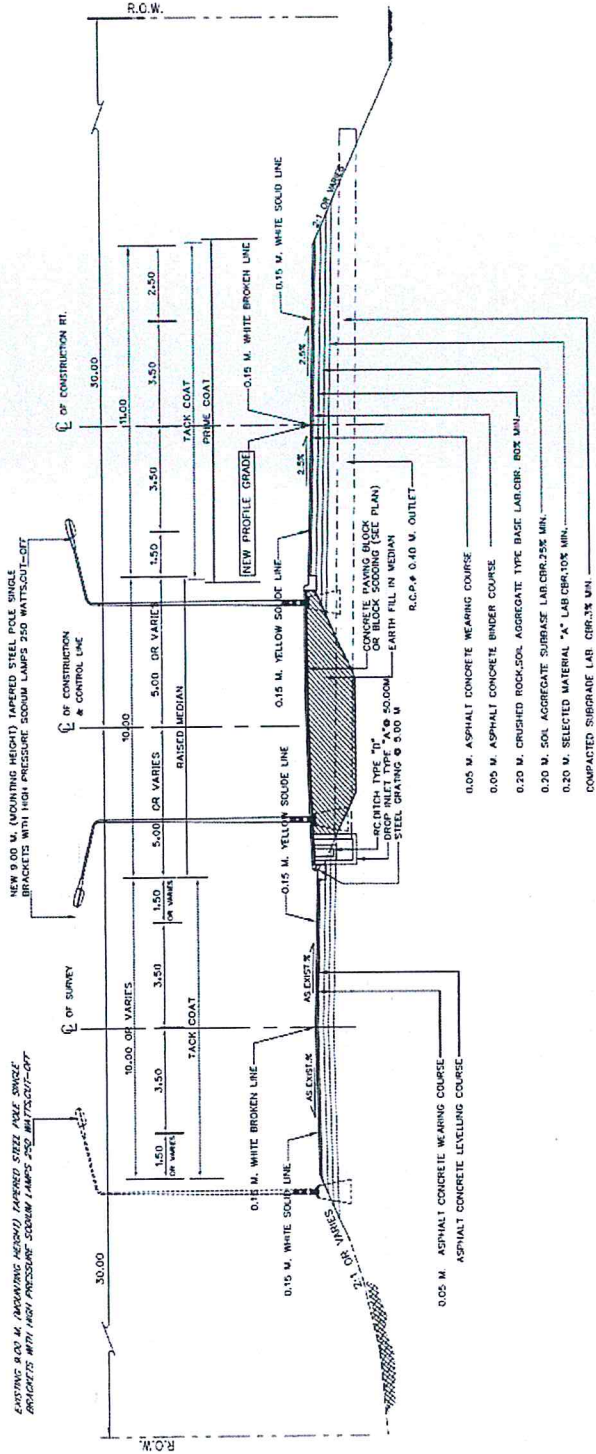 EXISTING 9.00 M. (MOUNTING HEIGHT) TAPERED STEEL POLE SINGLE
BRACKETS WITH HIGH PRESSURE SODIUM LAMPS 250 WATTS,CUT-OFF
NEW 9.00 M. (MOUNTING HEIGHT) TAPERED STEEL POLE SINGLE
BRACKETS WITH HIGH PRESSURE SODIUM LAMPS 250 WATTS,CUT-OFF
R.O.W.
R.O.W.
℄ OF SURVEY
℄ OF CONSTRUCTION
& CONTROL LINE
℄ OF CONSTRUCTION RT.
30.00
30.00
10.00 OR VARIES
10.00
11.00
1.50
OR VARIES
3.50
3.50
1.50
OR VARIES
5.00 OR VARIES
5.00 OR VARIES
1.50
3.50
3.50
2.50
TACK COAT
RAISED MEDIAN
TACK COAT
PRIME COAT
NEW PROFILE GRADE
0.15 M. WHITE SOLID LINE
0.15 M. WHITE BROKEN LINE
0.15 M. YELLOW SOLIDE LINE
0.15 M. YELLOW SOLIDE LINE
0.15 M. WHITE BROKEN LINE
0.15 M. WHITE SOLID LINE
2:1 OR VARIES
AS EXIST.%
AS EXIST.%
2.5%
2.5%
2:1 OR VARIES
RC.DITCH TYPE "D"
DROP INLET TYPE "A"@ 50.00M
STEEL GRATING @ 5.00 M
CONCRETE PAVING BLOCK
OR BLOCK SODDING (SEE PLAN)
EARTH FILL IN MEDIAN
R.C.P.ø 0.40 M. OUTLET
0.05 M. ASPHALT CONCRETE WEARING COURSE
ASPHALT CONCRETE LEVELLING COURSE
0.05 M. ASPHALT CONCRETE WEARING COURSE
0.05 M. ASPHALT CONCRETE BINDER COURSE
0.20 M. CRUSHED ROCK,SOIL AGGREGATE TYPE BASE LAB.CBR. 80% MIN.
0.20 M. SOIL AGGREGATE SUBBASE LAB.CBR.25% MIN.
0.20 M. SELECTED MATERIAL "A" LAB CBR.10% MIN.
COMPACTED SUBGRADE LAB. CBR.3% MIN.